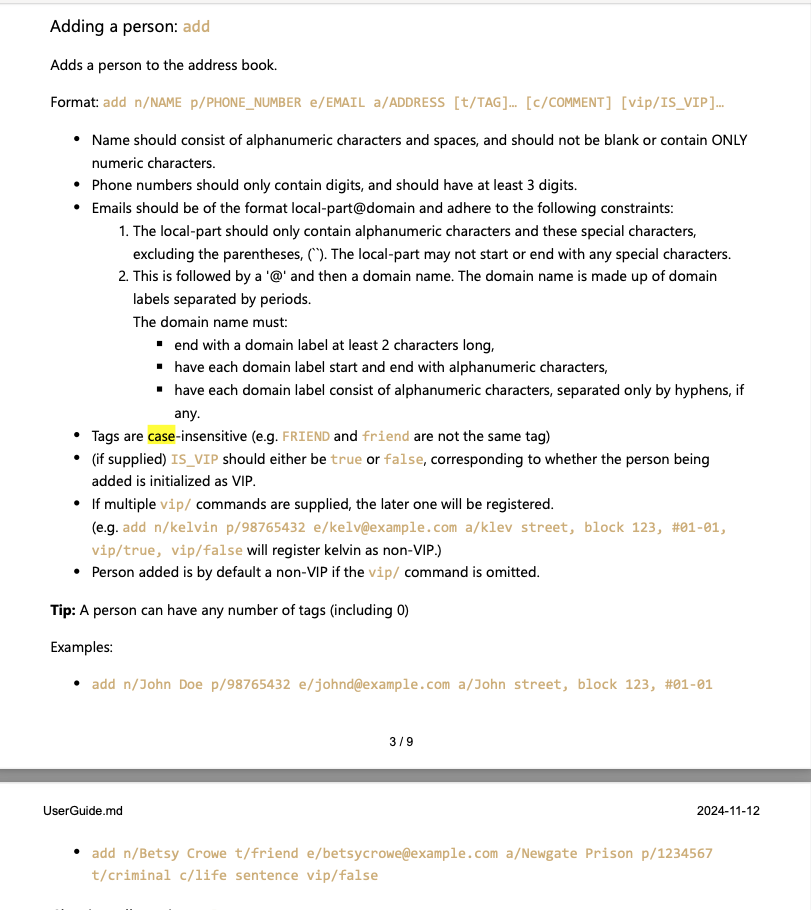 Adding a person: add
Adds a person to the address book.
Format: add n/NAME p/PHONE_NUMBER e/EMAIL a/ADDRESS [t/TAG]… [c/COMMENT] [vip/IS_VIP]…
• Name should consist of alphanumeric characters and spaces, and should not be blank or contain ONLY
numeric characters.
• Phone numbers should only contain digits, and should have at least 3 digits.
• Emails should be of the format local-part@domain and adhere to the following constraints:
1. The local-part should only contain alphanumeric characters and these special characters,
excluding the parentheses, (``). The local-part may not start or end with any special characters.
2. This is followed by a '@' and then a domain name. The domain name is made up of domain
labels separated by periods.
The domain name must:
▪ end with a domain label at least 2 characters long,
▪ have each domain label start and end with alphanumeric characters,
▪ have each domain label consist of alphanumeric characters, separated only by hyphens, if
any.
• Tags are case-insensitive (e.g. FRIEND and friend are not the same tag)
• (if supplied) IS_VIP should either be true or false, corresponding to whether the person being
added is initialized as VIP.
• If multiple vip/ commands are supplied, the later one will be registered.
(e.g. add n/kelvin p/98765432 e/kelv@example.com a/klev street, block 123, #01-01,
vip/true, vip/false will register kelvin as non-VIP.)
• Person added is by default a non-VIP if the vip/ command is omitted.
Tip: A person can have any number of tags (including 0)
Examples:
• add n/John Doe p/98765432 e/johnd@example.com a/John street, block 123, #01-01
3 / 9
UserGuide.md 2024-11-12
• add n/Betsy Crowe t/friend e/betsycrowe@example.com a/Newgate Prison p/1234567
t/criminal c/life sentence vip/false